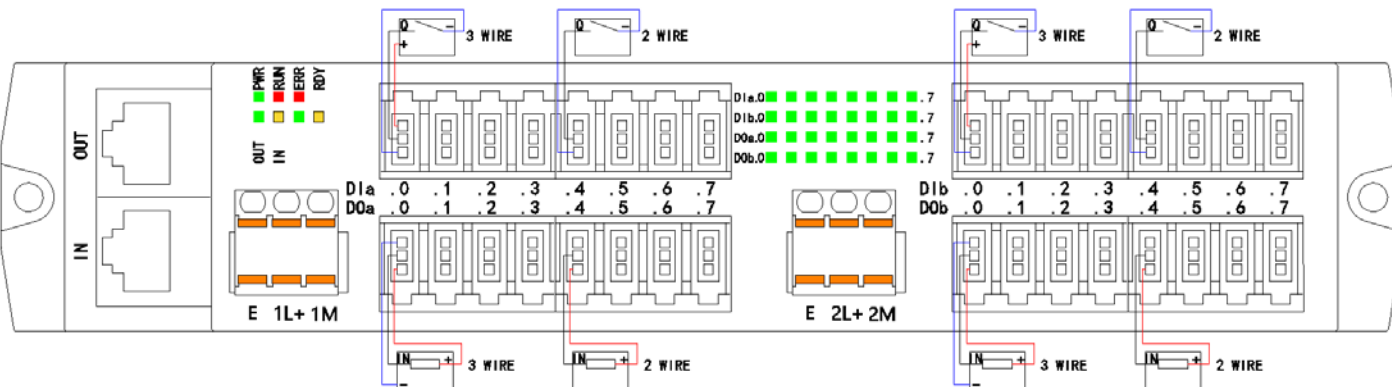 Q - 3 WIRE
+
Q - 2 WIRE
Q - 3 WIRE
+
Q - 2 WIRE
PWR RUN ERR RDY
OUT IN
OUT
IN
DIa.0 .7
DIb.0 .7
DOa.0 .7
DOb.0 .7
DIa .0 .1 .2 .3 .4 .5 .6 .7
DOa .0 .1 .2 .3 .4 .5 .6 .7
DIb .0 .1 .2 .3 .4 .5 .6 .7
DOb .0 .1 .2 .3 .4 .5 .6 .7
E 1L+ 1M
E 2L+ 2M
IN + 3 WIRE
-
IN + 2 WIRE
IN + 3 WIRE
-
IN + 2 WIRE